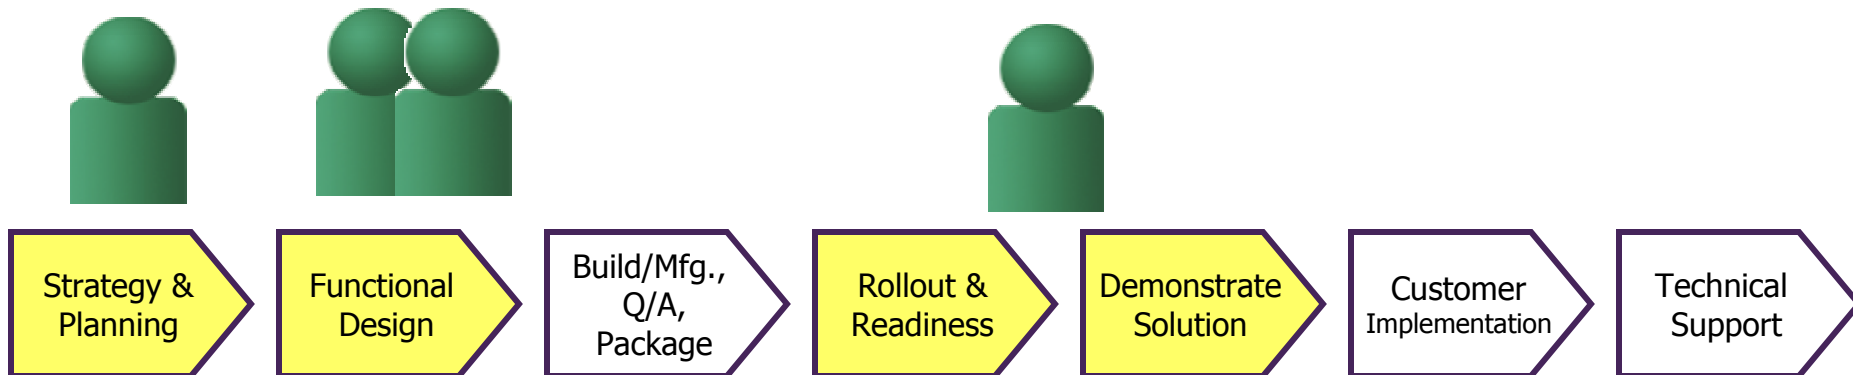 Strategy &
Planning
Functional
Design
Build/Mfg.,
Q/A,
Package
Rollout &
Readiness
Demonstrate
Solution
Customer
Implementation
Technical
Support